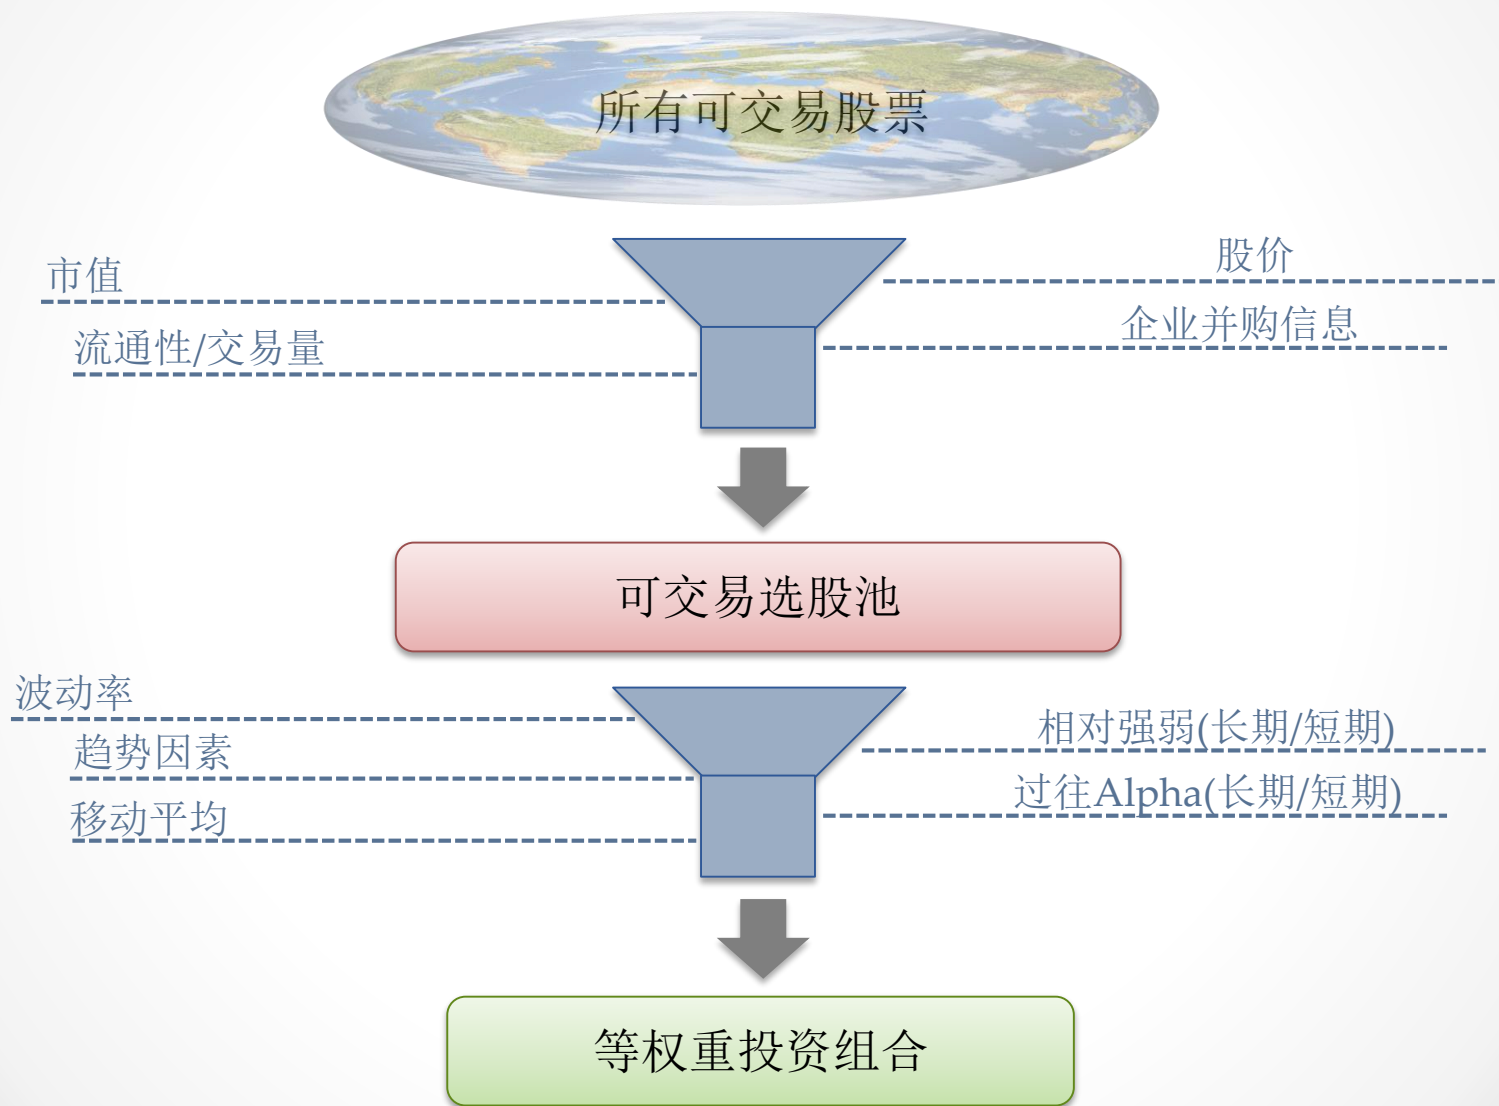 所有可交易股票
市值
股价
流通性/交易量
企业并购信息
可交易选股池
波动率
趋势因素
移动平均
相对强弱(长期/短期)
过往Alpha(长期/短期)
等权重投资组合